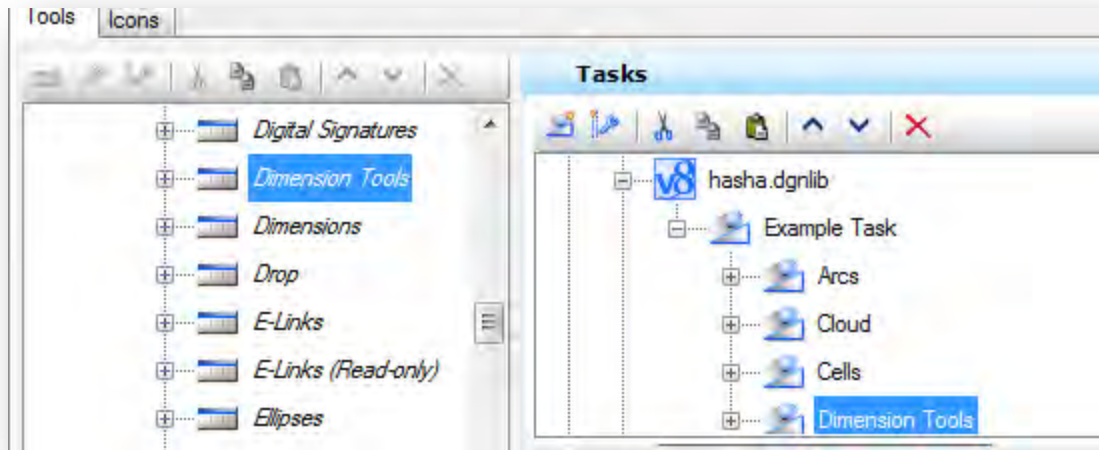 Tools Icons
Digital Signatures
Dimension Tools
Dimensions
Drop
E-Links
E-Links (Read-only)
Ellipses
Tasks
V8 hasha.dgnlib
Example Task
Arcs
Cloud
Cells
Dimension Tools